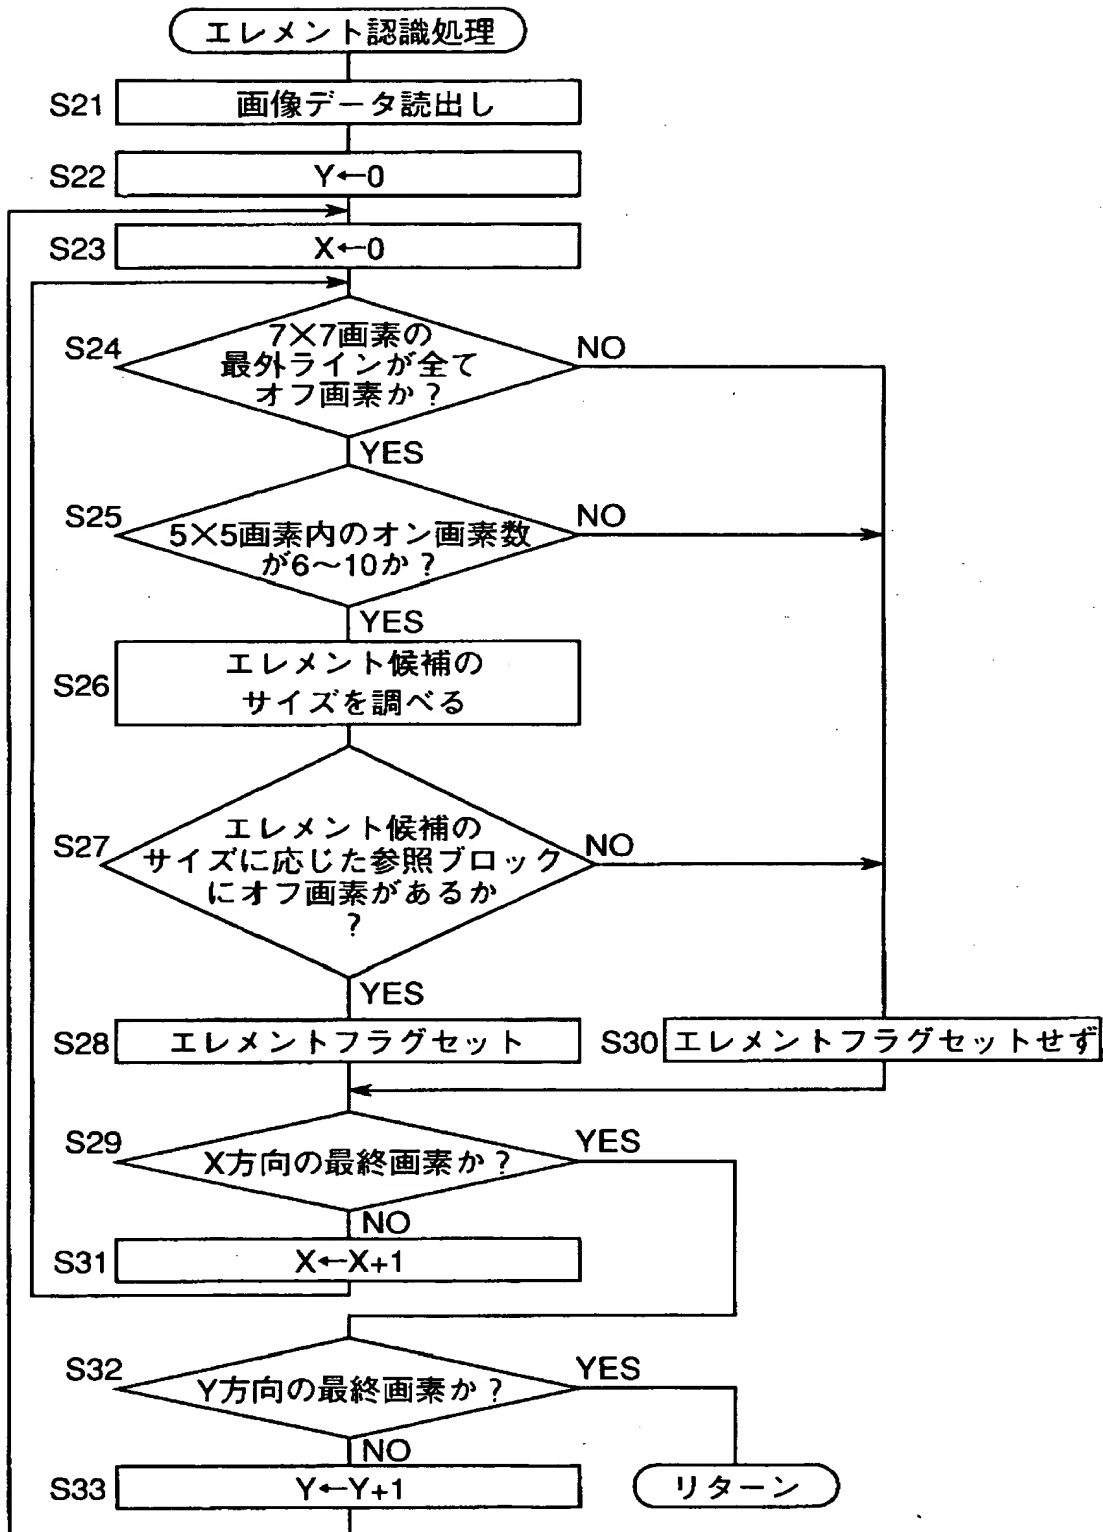 エレメント認識処理
S21 画像データ読出し
S22 Y←0
S23 X←0
S24 7×7画素の
最外ラインが全て
オフ画素か?
NO
YES
S25 5×5画素内のオン画素数
が6～10か?
NO
YES
S26 エレメント候補の
サイズを調べる
S27 エレメント候補の
サイズに応じた参照ブロック
にオフ画素があるか
?
NO
YES
S28 エレメントフラグセット
S30 エレメントフラグセットせず
S29 X方向の最終画素か?
YES
NO
S31 X←X+1
S32 Y方向の最終画素か?
YES
NO
S33 Y←Y+1
リターン